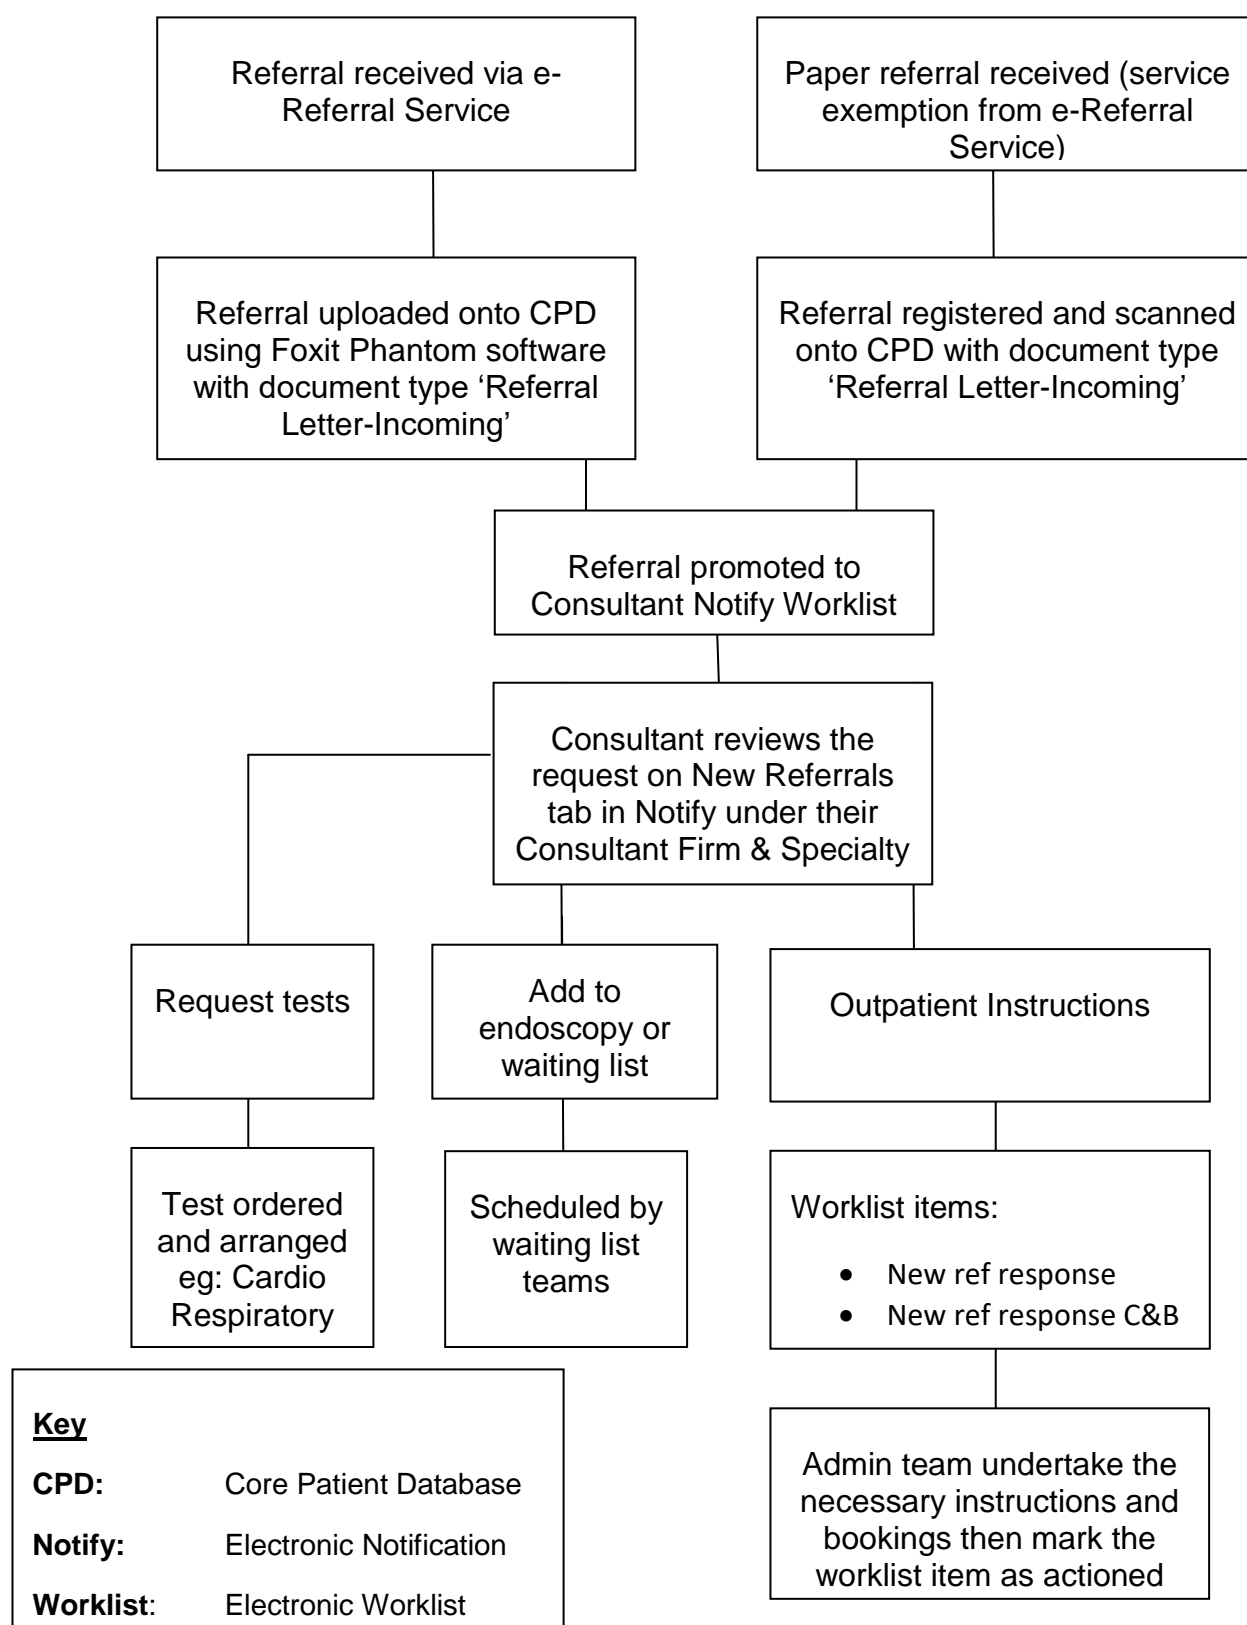 Referral received via e-
Referral Service
Paper referral received (service
exemption from e-Referral
Service)
Referral uploaded onto CPD
using Foxit Phantom software
with document type ‘Referral
Letter-Incoming’
Referral registered and scanned
onto CPD with document type
‘Referral Letter-Incoming’
Referral promoted to
Consultant Notify Worklist
Consultant reviews the
request on New Referrals
tab in Notify under their
Consultant Firm & Specialty
Request tests
Add to
endoscopy or
waiting list
Outpatient Instructions
Test ordered
and arranged
eg: Cardio
Respiratory
Scheduled by
waiting list
teams
Worklist items:
• New ref response
• New ref response C&B
Admin team undertake the
necessary instructions and
bookings then mark the
worklist item as actioned
Key
CPD: Core Patient Database
Notify: Electronic Notification
Worklist: Electronic Worklist